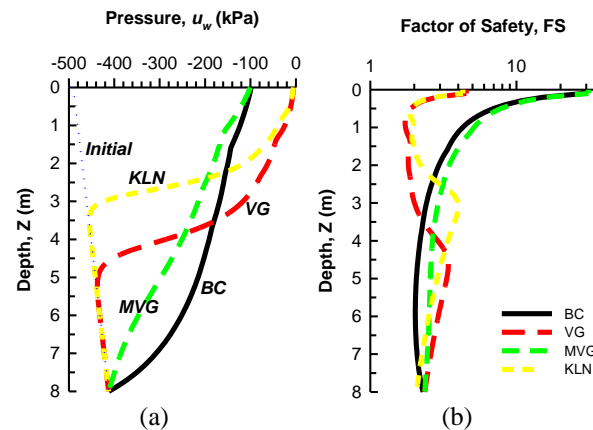 Pressure, u_w (kPa)
-500 -400 -300 -200 -100 0
Depth, Z (m)
0
1
2
3
4
5
6
7
8
Initial
KLN
VG
MVG
BC
(a)
Factor of Safety, FS
1 10
Depth, Z (m)
0
1
2
3
4
5
6
7
8
BC
VG
MVG
KLN
(b)